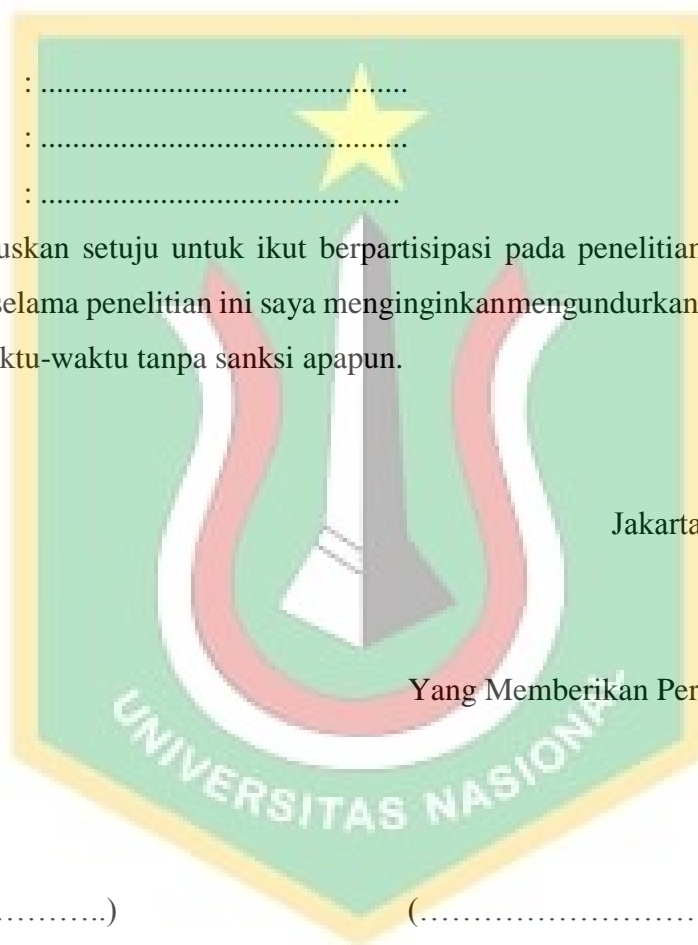 : ..........................................
: ..........................................
: .........................................
uskan setuju untuk ikut berpartisipasi pada penelitian
selama penelitian ini saya menginginkanmengundurkan
ktu-waktu tanpa sanksi apapun.
Jakarta
Yang Memberikan Per
UNIVERSITAS NASIONAL
………..) (………………………